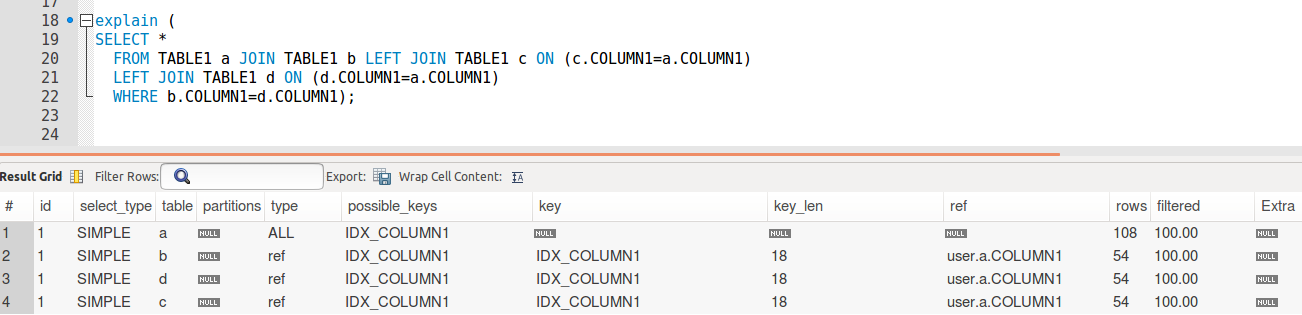 17
18 explain (
19 SELECT *
20 FROM TABLE1 a JOIN TABLE1 b LEFT JOIN TABLE1 c ON (c.COLUMN1=a.COLUMN1)
21 LEFT JOIN TABLE1 d ON (d.COLUMN1=a.COLUMN1)
22 WHERE b.COLUMN1=d.COLUMN1);
23
24
Result Grid Filter Rows: Export: Wrap Cell Content: IA
# id select_type table partitions type possible_keys key key_len ref rows filtered Extra
1 1 SIMPLE a NULL ALL IDX_COLUMN1 NULL NULL NULL 108 100.00 NULL
2 1 SIMPLE b NULL ref IDX_COLUMN1 IDX_COLUMN1 18 user.a.COLUMN1 54 100.00 NULL
3 1 SIMPLE d NULL ref IDX_COLUMN1 IDX_COLUMN1 18 user.a.COLUMN1 54 100.00 NULL
4 1 SIMPLE c NULL ref IDX_COLUMN1 IDX_COLUMN1 18 user.a.COLUMN1 54 100.00 NULL